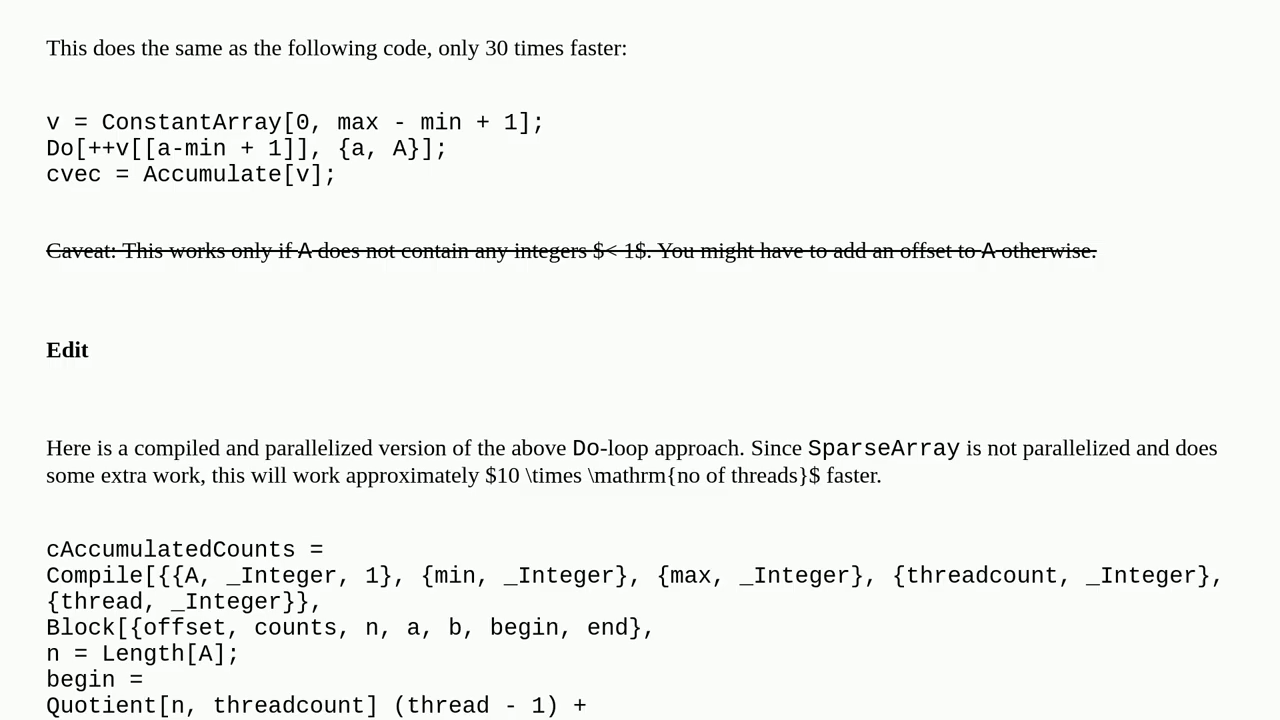 This does the same as the following code, only 30 times faster:
v = ConstantArray[0, max - min + 1];
Do[++v[[a-min + 1]], {a, A}];
cvec = Accumulate[v];
Caveat: This works only if A does not contain any integers $< 1$. You might have to add an offset to A otherwise.
Edit
Here is a compiled and parallelized version of the above Do-loop approach. Since SparseArray is not parallelized and does
some extra work, this will work approximately $10 \times \mathrm{no of threads}$ faster.
cAccumulatedCounts =
Compile[{{A, _Integer, 1}, {min, _Integer}, {max, _Integer}, {threadcount, _Integer},
{thread, _Integer}},
Block[{offset, counts, n, a, b, begin, end},
n = Length[A];
begin =
Quotient[n, threadcount] (thread - 1) +